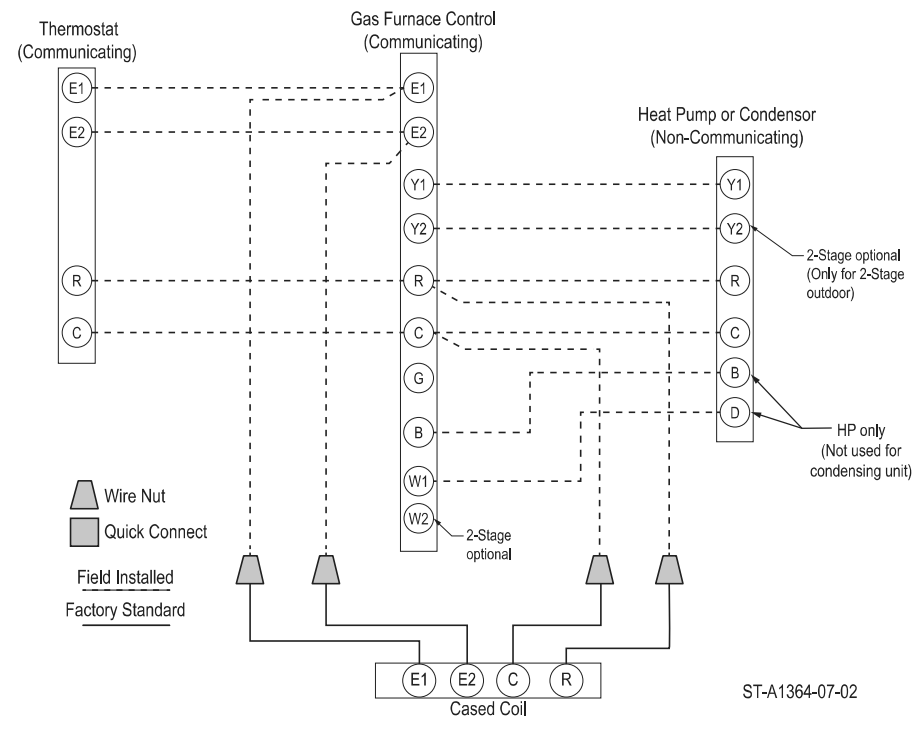 Thermostat
(Communicating)
Gas Furnace Control
(Communicating)
Heat Pump or Condensor
(Non-Communicating)
E1
E2
R
C
E1
E2
Y1
Y2
R
C
G
B
W1
W2
Y1
Y2
R
C
B
D
2-Stage optional
(Only for 2-Stage
outdoor)
HP only
(Not used for
condensing unit)
2-Stage
optional
Wire Nut
Quick Connect
Field Installed
Factory Standard
E1
E2
C
R
Cased Coil
ST-A1364-07-02